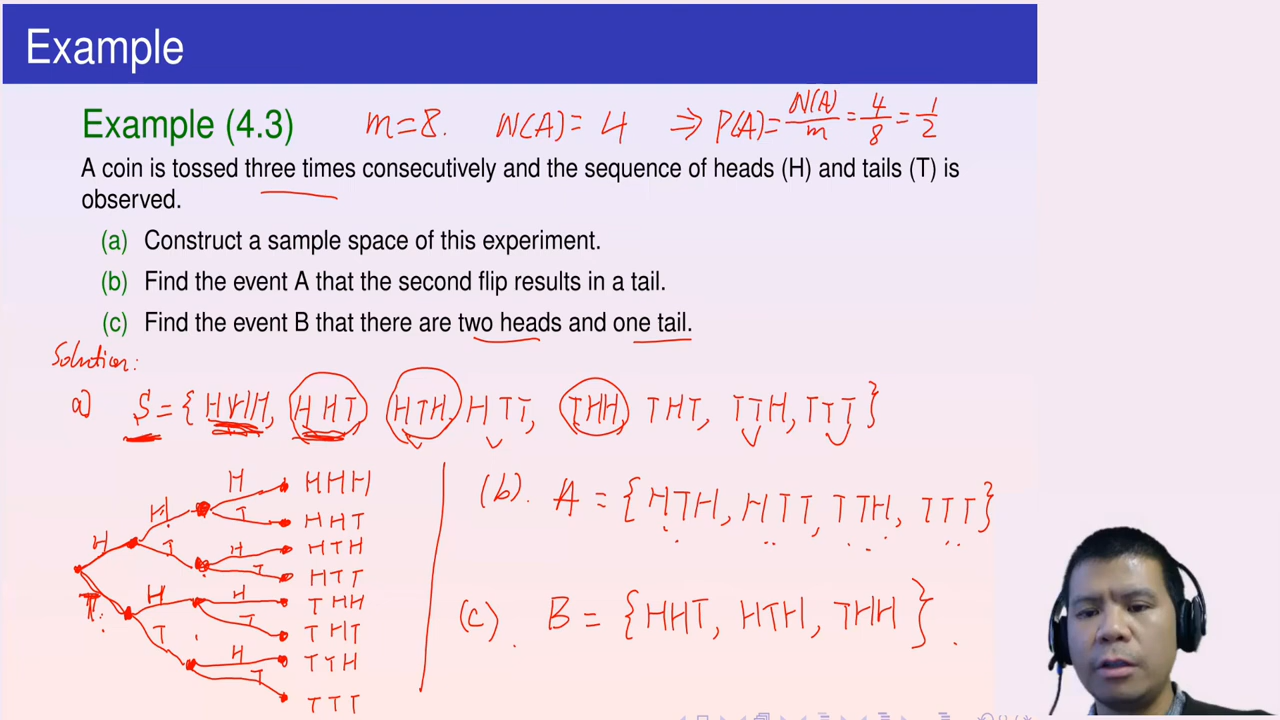 Example
Example (4.3)
m=8. N(A)= 4 ⇒ P(A)= N(A)/m = 4/8 = 1/2
A coin is tossed three times consecutively and the sequence of heads (H) and tails (T) is
observed.
(a) Construct a sample space of this experiment.
(b) Find the event A that the second flip results in a tail.
(c) Find the event B that there are two heads and one tail.
Solution:
a) S = { HHH, HHT, HTH, HTT, THH, THT, TTH, TTT }
H H H HHH
T HHT
H T H HTH
T HTT
T H H THH
T THT
T H TTH
T TTT
(b). A = { HTH, HTT, TTH, TTT }
(c). B = { HHT, HTH, THH }.